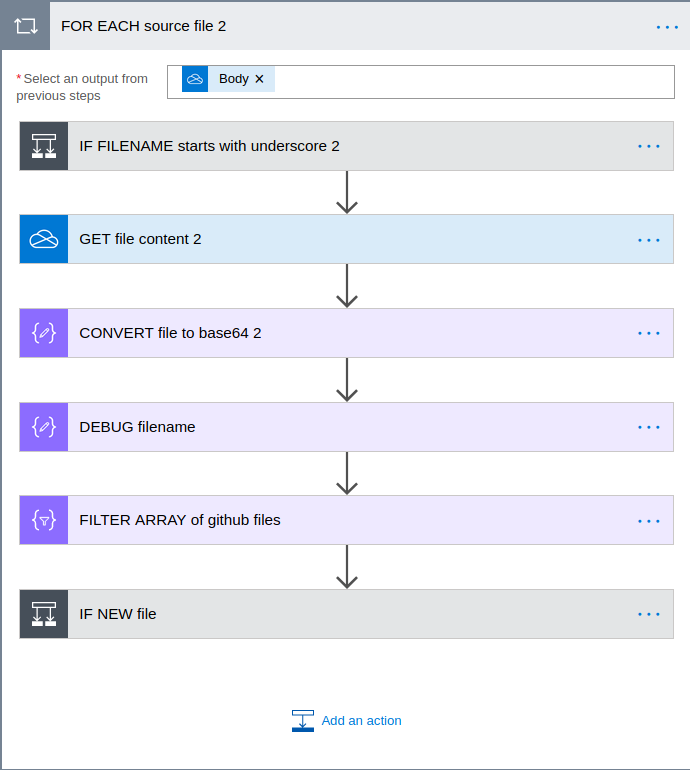 FOR EACH source file 2
* Select an output from
previous steps
Body ×
IF FILENAME starts with underscore 2
GET file content 2
CONVERT file to base64 2
DEBUG filename
FILTER ARRAY of github files
IF NEW file
Add an action